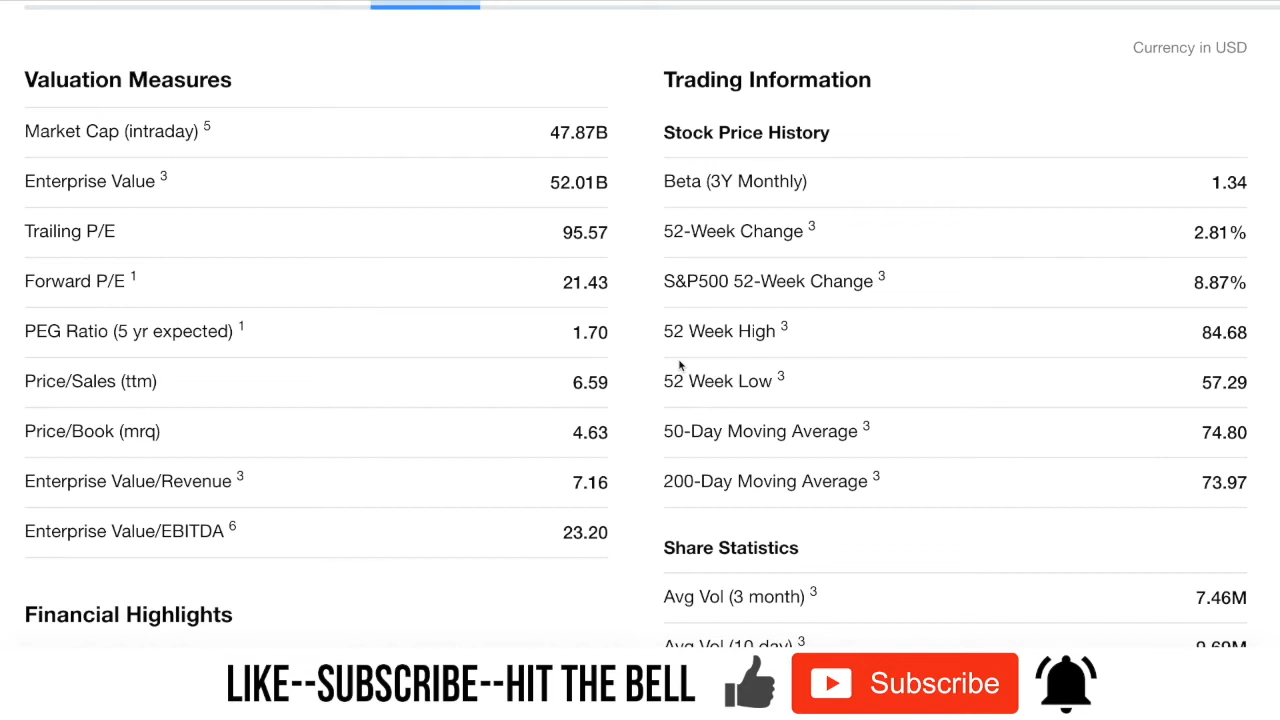 Currency in USD
Valuation Measures
Market Cap (intraday) 5 47.87B
Enterprise Value 3 52.01B
Trailing P/E 95.57
Forward P/E 1 21.43
PEG Ratio (5 yr expected) 1 1.70
Price/Sales (ttm) 6.59
Price/Book (mrq) 4.63
Enterprise Value/Revenue 3 7.16
Enterprise Value/EBITDA 6 23.20
Financial Highlights
Trading Information
Stock Price History
Beta (3Y Monthly) 1.34
52-Week Change 3 2.81%
S&P500 52-Week Change 3 8.87%
52 Week High 3 84.68
52 Week Low 3 57.29
50-Day Moving Average 3 74.80
200-Day Moving Average 3 73.97
Share Statistics
Avg Vol (3 month) 3 7.46M
Avg Vol (10 day) 3
LIKE--SUBSCRIBE--HIT THE BELL
Subscribe